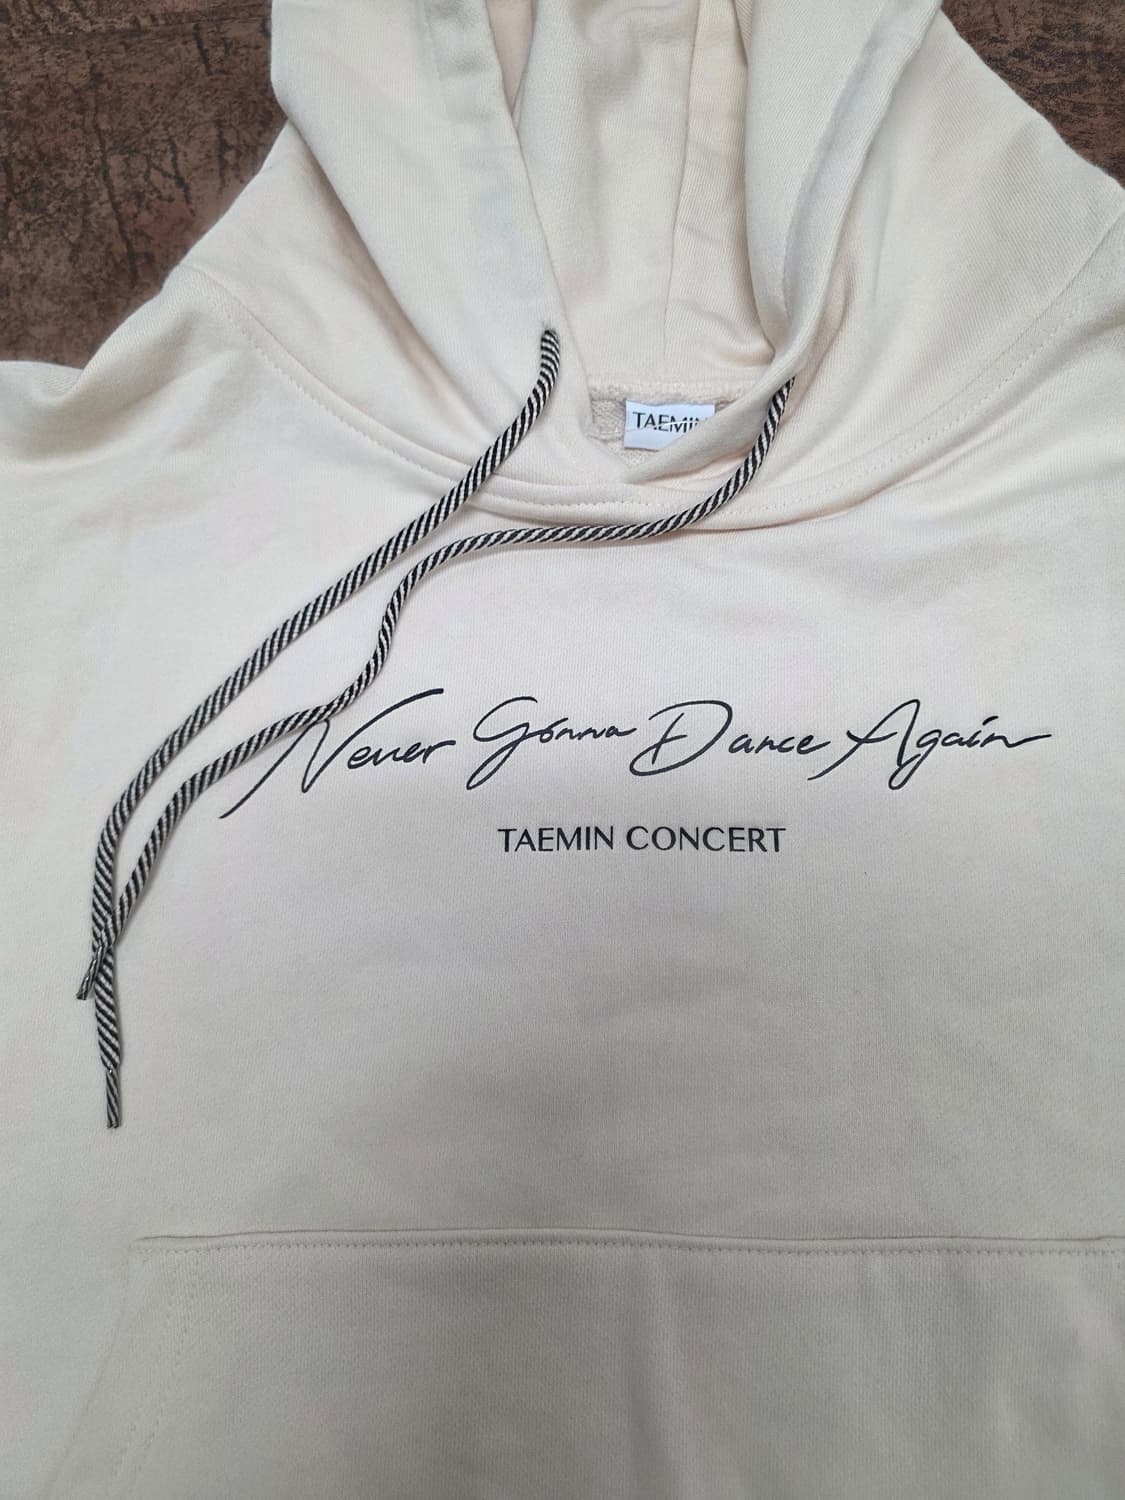 TAEMIN
Never Gonna Dance Again
TAEMIN CONCERT